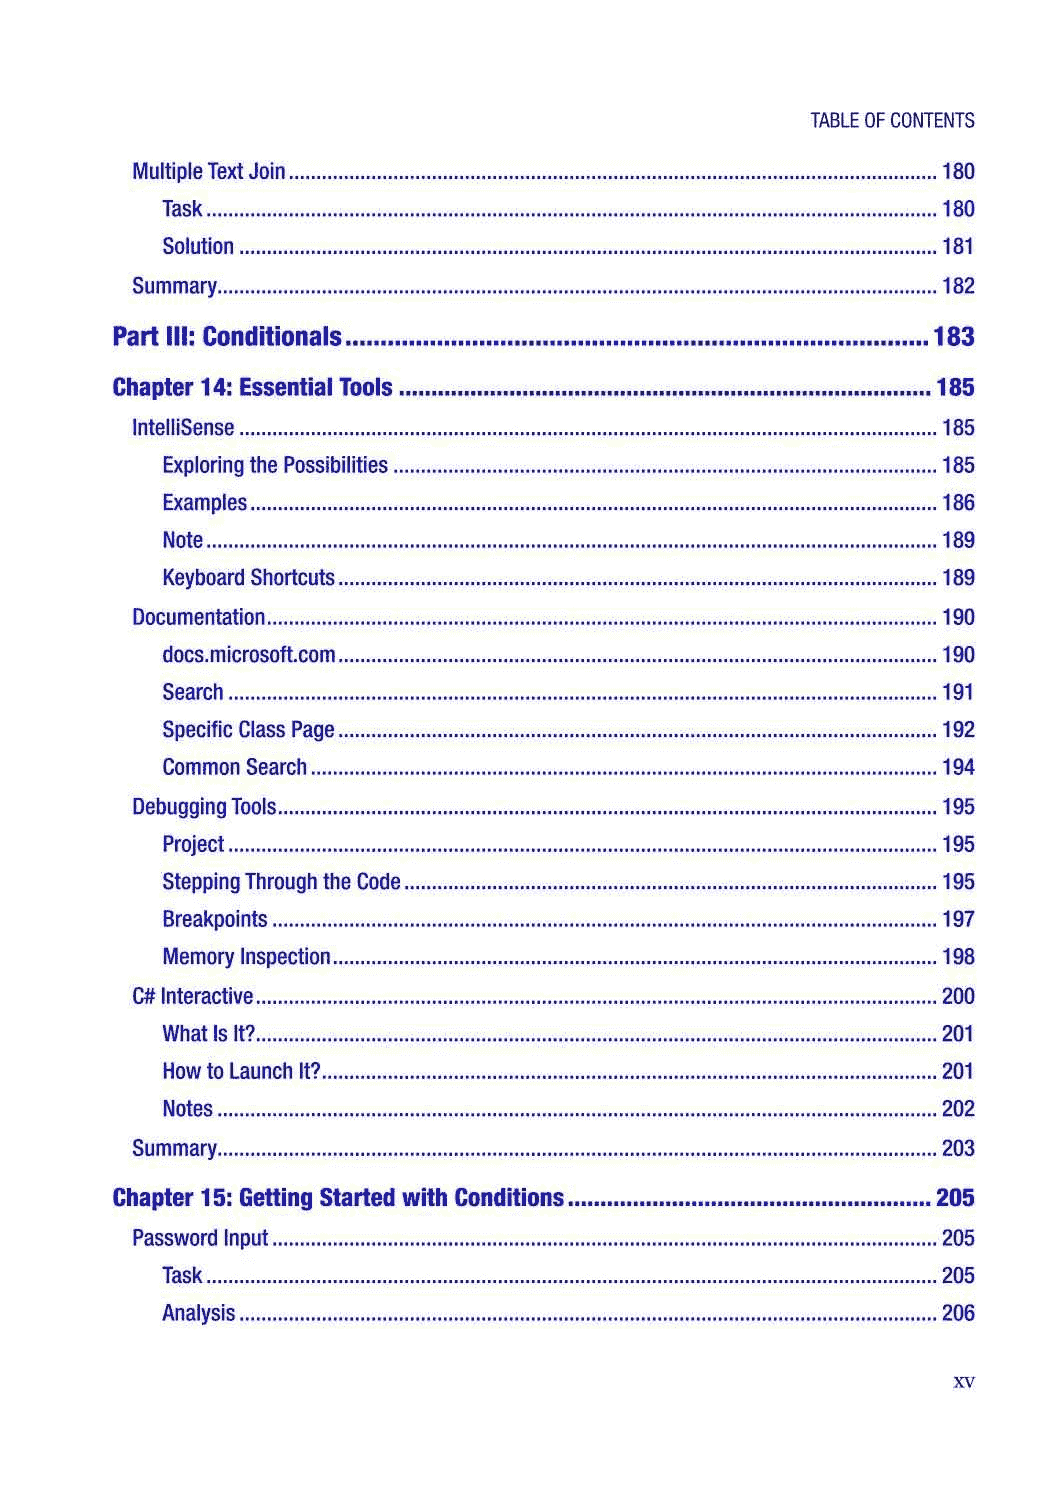 TABLE OF CONTENTS
Multiple Text Join 180
Task 180
Solution 181
Summary 182
Part III: Conditionals 183
Chapter 14: Essential Tools 185
IntelliSense 185
Exploring the Possibilities 185
Examples 186
Note 189
Keyboard Shortcuts 189
Documentation 190
docs.microsoft.com 190
Search 191
Specific Class Page 192
Common Search 194
Debugging Tools 195
Project 195
Stepping Through the Code 195
Breakpoints 197
Memory Inspection 198
C# Interactive 200
What Is It? 201
How to Launch It? 201
Notes 202
Summary 203
Chapter 15: Getting Started with Conditions 205
Password Input 205
Task 205
Analysis 206
xv